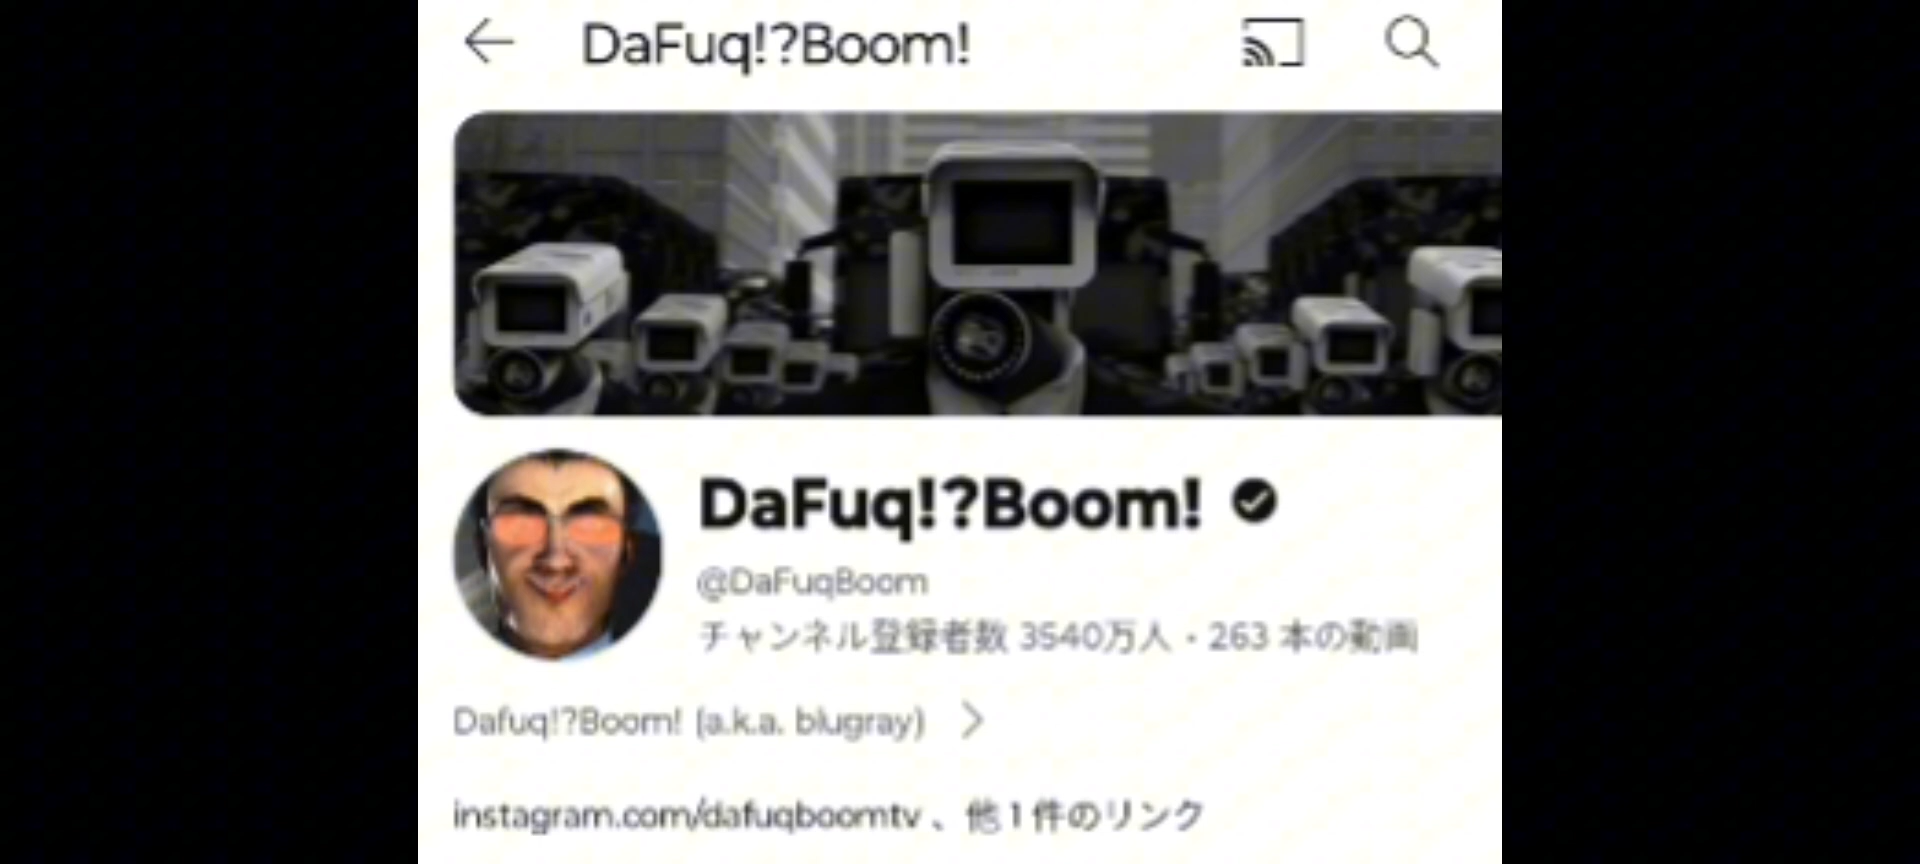 DaFuq!?Boom!
DaFuq!?Boom!
@DaFuqBoom
チャンネル登録者数 3540万人・263 本の動画
Dafuq!?Boom! (a.k.a. blugray)
instagram.com/dafuqboomtv 、他 1 件のリンク